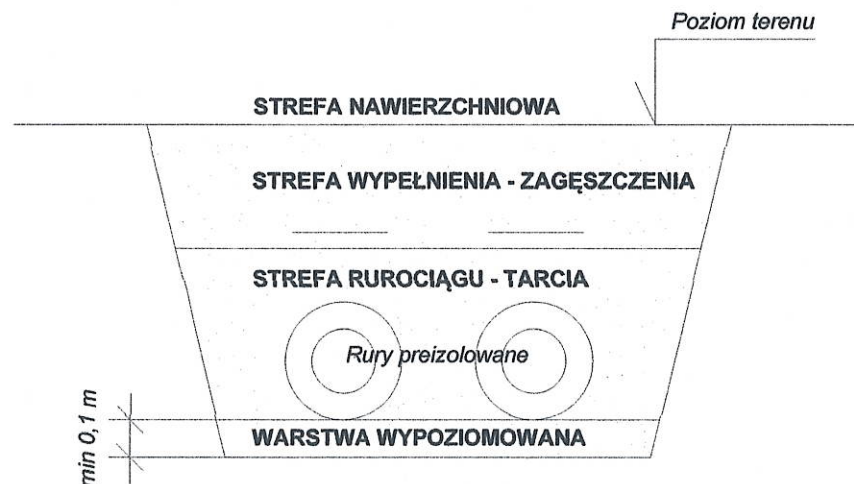 Poziom terenu
STREFA NAWIERZCHNIOWA
STREFA WYPEŁNIENIA - ZAGĘSZCZENIA
STREFA RUROCIĄGU - TARCIA
Rury preizolowane
min 0,1 m
WARSTWA WYPOZIOMOWANA